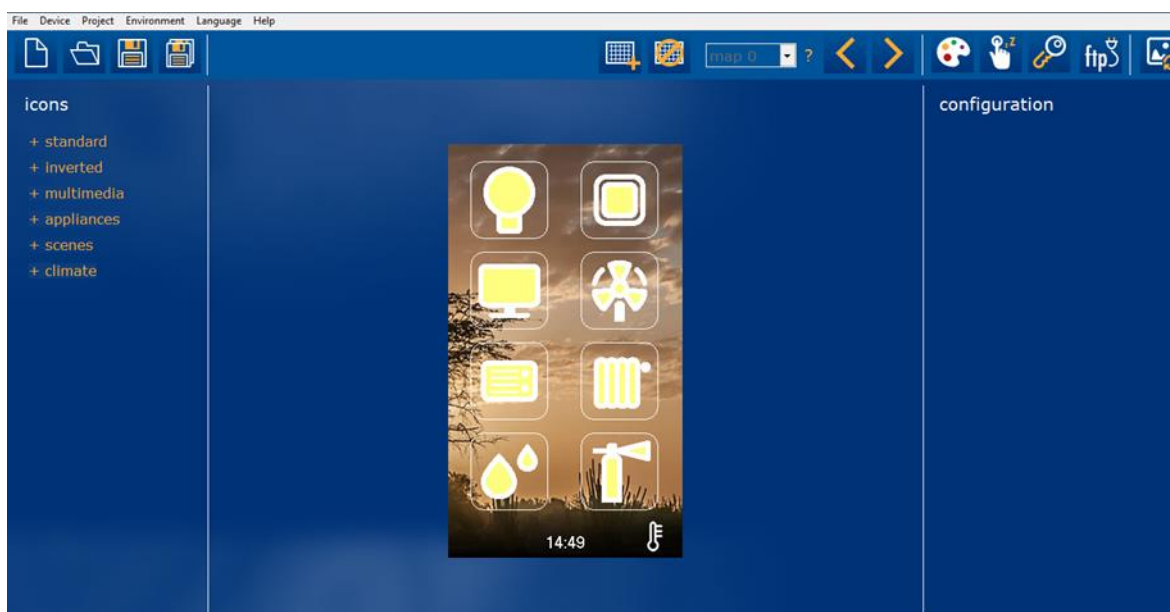 File Device Project Environment Language Help
map 0 ? ftp
icons
configuration
+ standard
+ inverted
+ multimedia
+ appliances
+ scenes
+ climate
14:49